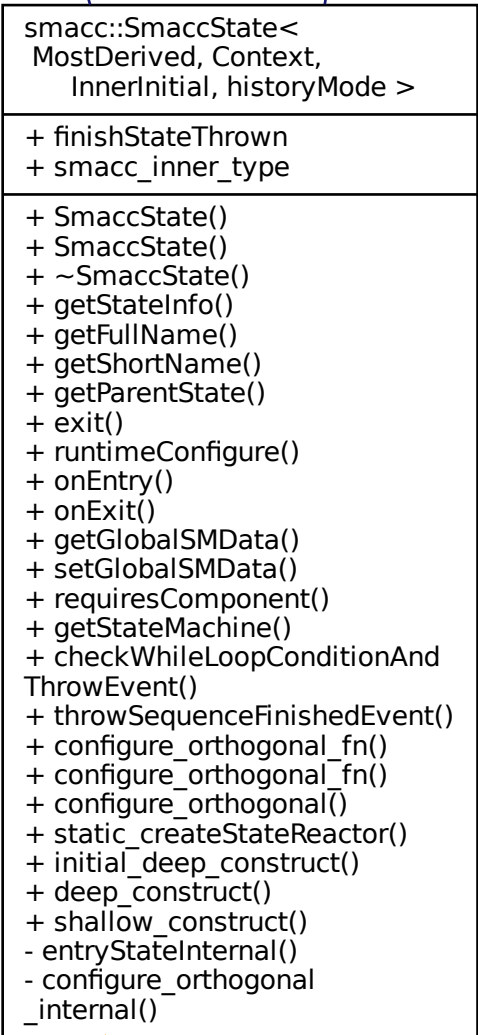 smacc::SmaccState<
MostDerived, Context,
InnerInitial, historyMode >
+ finishStateThrown
+ smacc_inner_type
+ SmaccState()
+ SmaccState()
+ ~SmaccState()
+ getStateInfo()
+ getFullName()
+ getShortName()
+ getParentState()
+ exit()
+ runtimeConfigure()
+ onEntry()
+ onExit()
+ getGlobalSMData()
+ setGlobalSMData()
+ requiresComponent()
+ getStateMachine()
+ checkWhileLoopConditionAnd
ThrowEvent()
+ throwSequenceFinishedEvent()
+ configure_orthogonal_fn()
+ configure_orthogonal_fn()
+ configure_orthogonal()
+ static_createStateReactor()
+ initial_deep_construct()
+ deep_construct()
+ shallow_construct()
- entryStateInternal()
- configure_orthogonal
_internal()